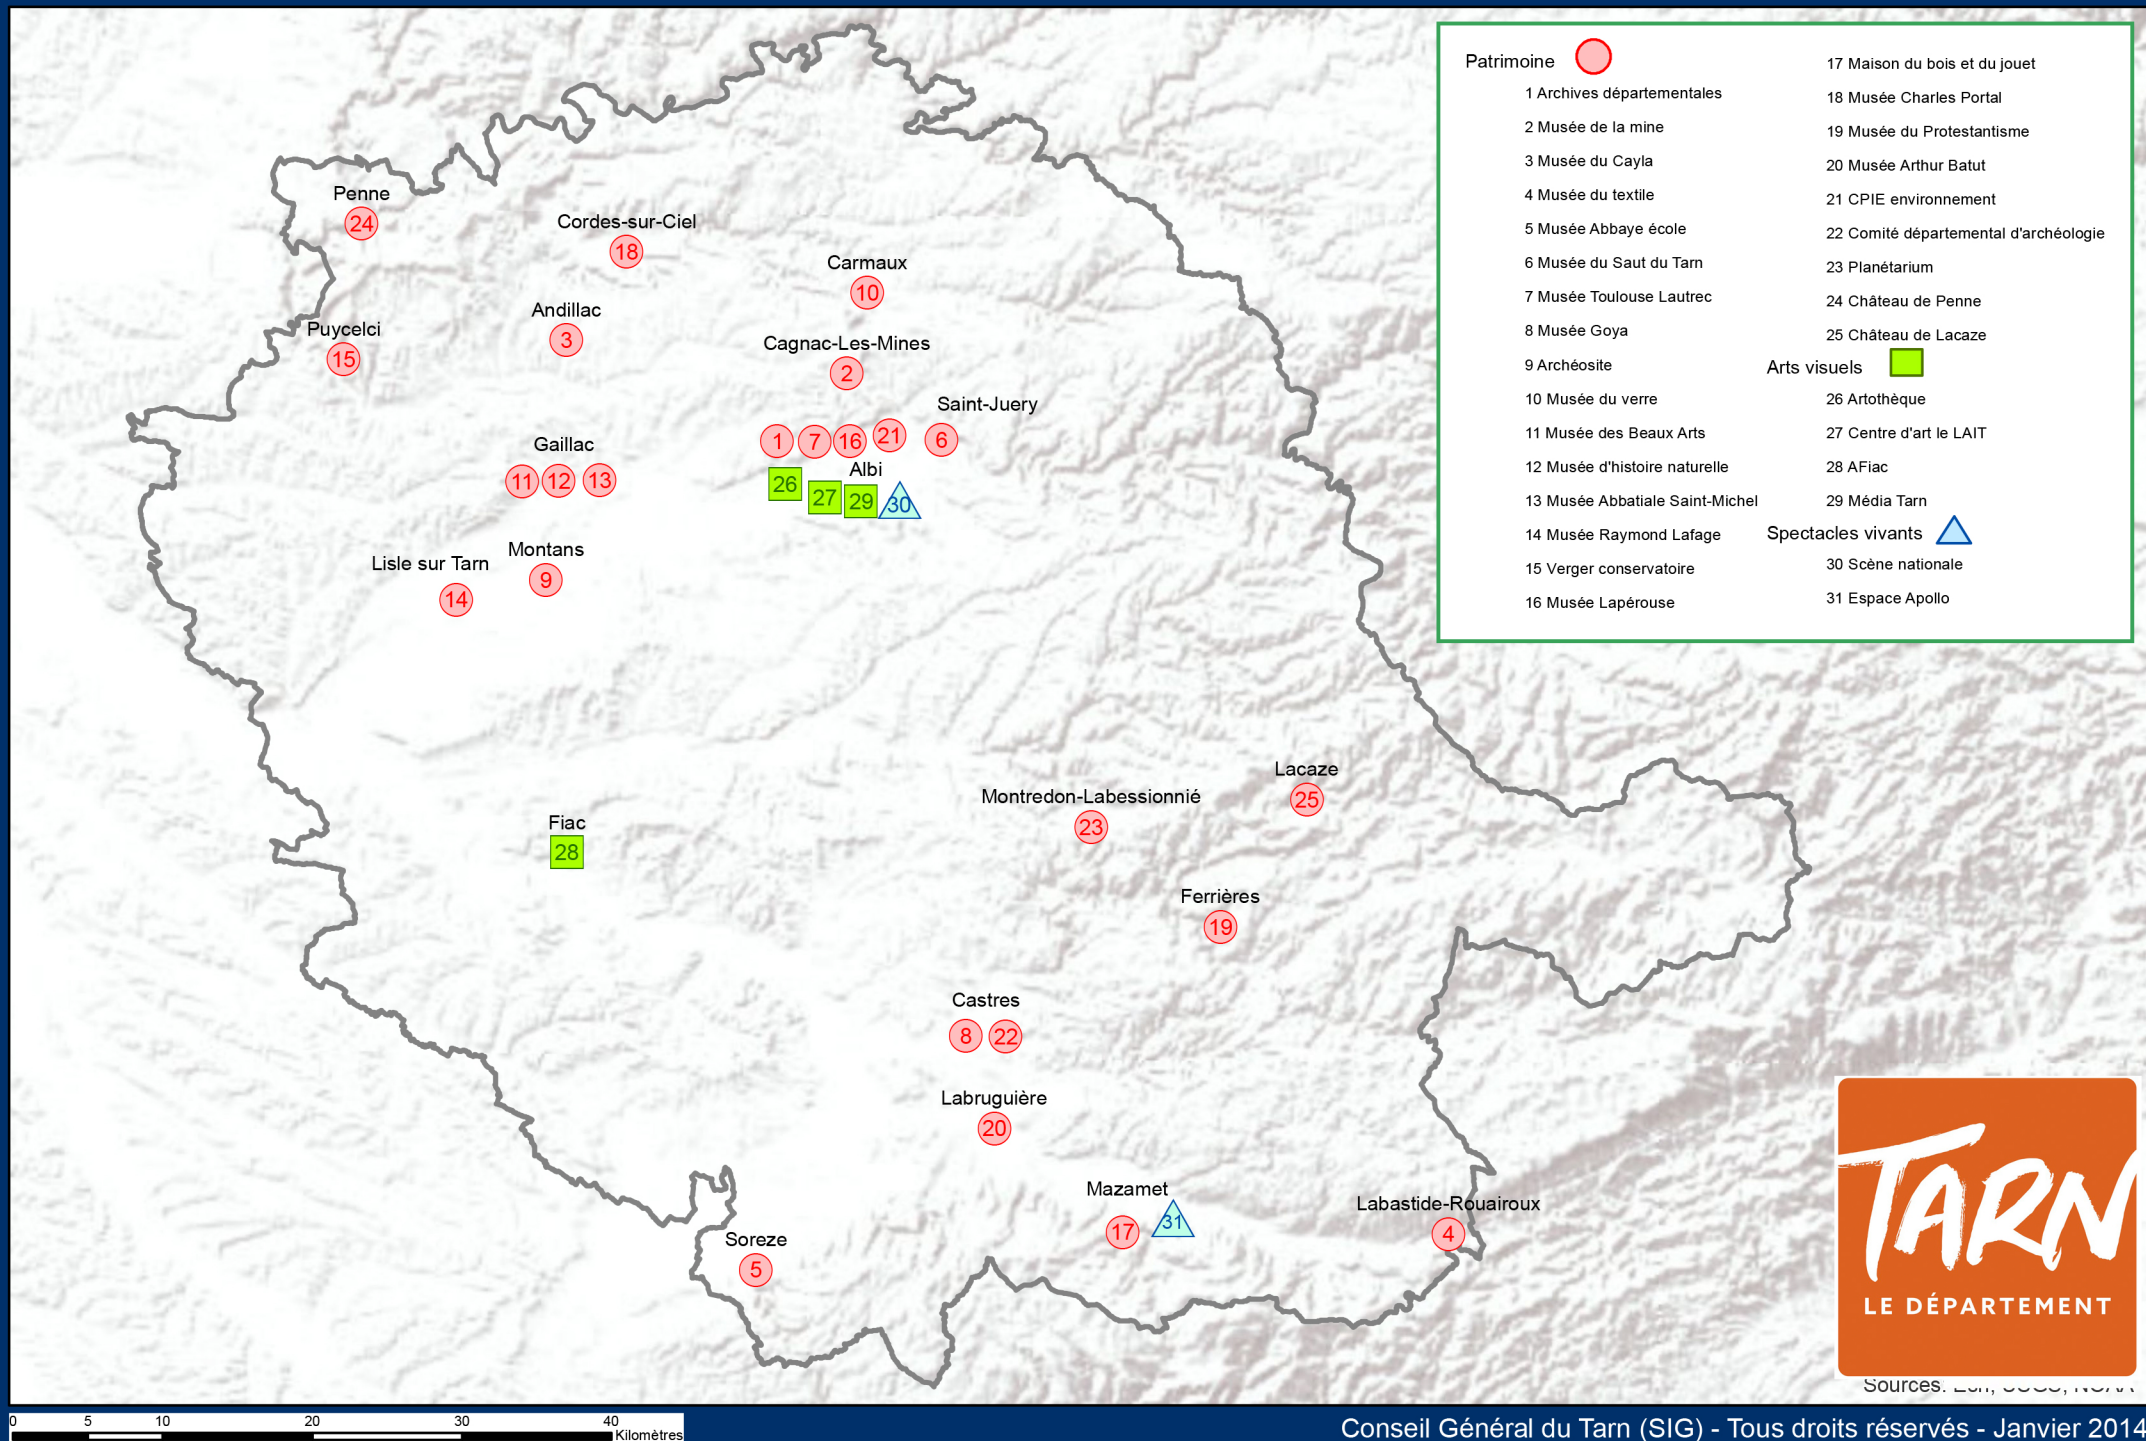 Patrimoine
1 Archives départementales
2 Musée de la mine
3 Musée du Cayla
4 Musée du textile
5 Musée Abbaye école
6 Musée du Saut du Tarn
7 Musée Toulouse Lautrec
8 Musée Goya
9 Archéosite
10 Musée du verre
11 Musée des Beaux Arts
12 Musée d'histoire naturelle
13 Musée Abbatiale Saint-Michel
14 Musée Raymond Lafage
15 Verger conservatoire
16 Musée Lapérouse
17 Maison du bois et du jouet
18 Musée Charles Portal
19 Musée du Protestantisme
20 Musée Arthur Batut
21 CPIE environnement
22 Comité départemental d'archéologie
23 Planétarium
24 Château de Penne
25 Château de Lacaze
Arts visuels
26 Artothèque
27 Centre d'art le LAIT
28 AFiac
29 Média Tarn
Spectacles vivants
30 Scène nationale
31 Espace Apollo
Penne
24
Cordes-sur-Ciel
18
Carmaux
10
Andillac
3
Puycelci
15
Cagnac-Les-Mines
2
Saint-Juery
1 7 16 21 6
Gaillac
11 12 13
Albi
26 27 29 30
Lisle sur Tarn
14
Montans
9
Lacaze
25
Montredon-Labessionnié
23
Fiac
28
Ferrières
19
Castres
8 22
Labruguière
20
Mazamet
17 31
Labastide-Rouairoux
4
Soreze
5
TARN
LE DÉPARTEMENT
Sources:
0 5 10 20 30 40
Kilomètres
Conseil Général du Tarn (SIG) - Tous droits réservés - Janvier 2014